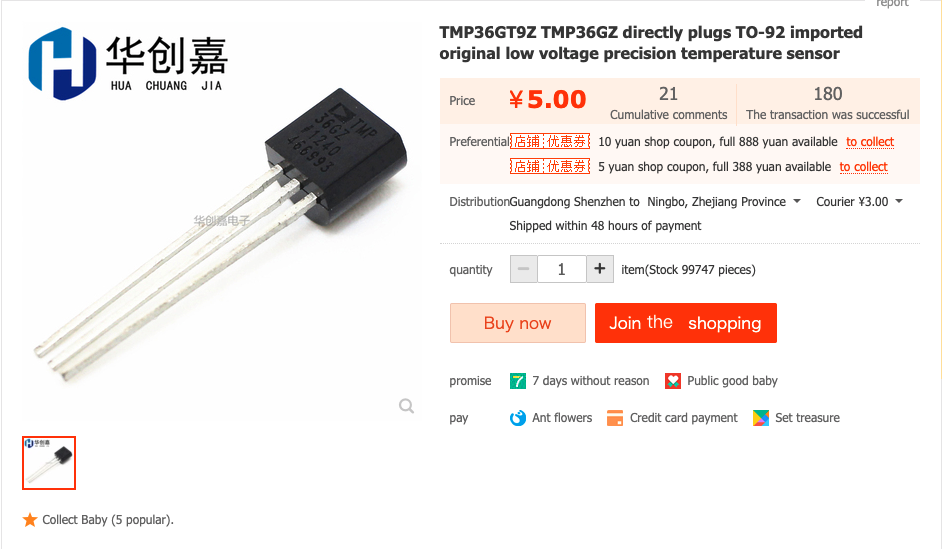 report
华创嘉
HUA CHUANG JIA
TMP
36GZ
#1240
466993
华创嘉电子
TMP36GT9Z TMP36GZ directly plugs TO-92 imported
original low voltage precision temperature sensor
Price ¥5.00
21
Cumulative comments
180
The transaction was successful
Preferential 店铺 优惠券 10 yuan shop coupon, full 888 yuan available to collect
店铺 优惠券 5 yuan shop coupon, full 388 yuan available to collect
Distribution Guangdong Shenzhen to Ningbo, Zhejiang Province Courier ¥3.00
Shipped within 48 hours of payment
quantity − 1 + item(Stock 99747 pieces)
Buy now
Join the shopping
promise 7 7 days without reason Public good baby
pay Ant flowers Credit card payment Set treasure
华创嘉
Collect Baby (5 popular).